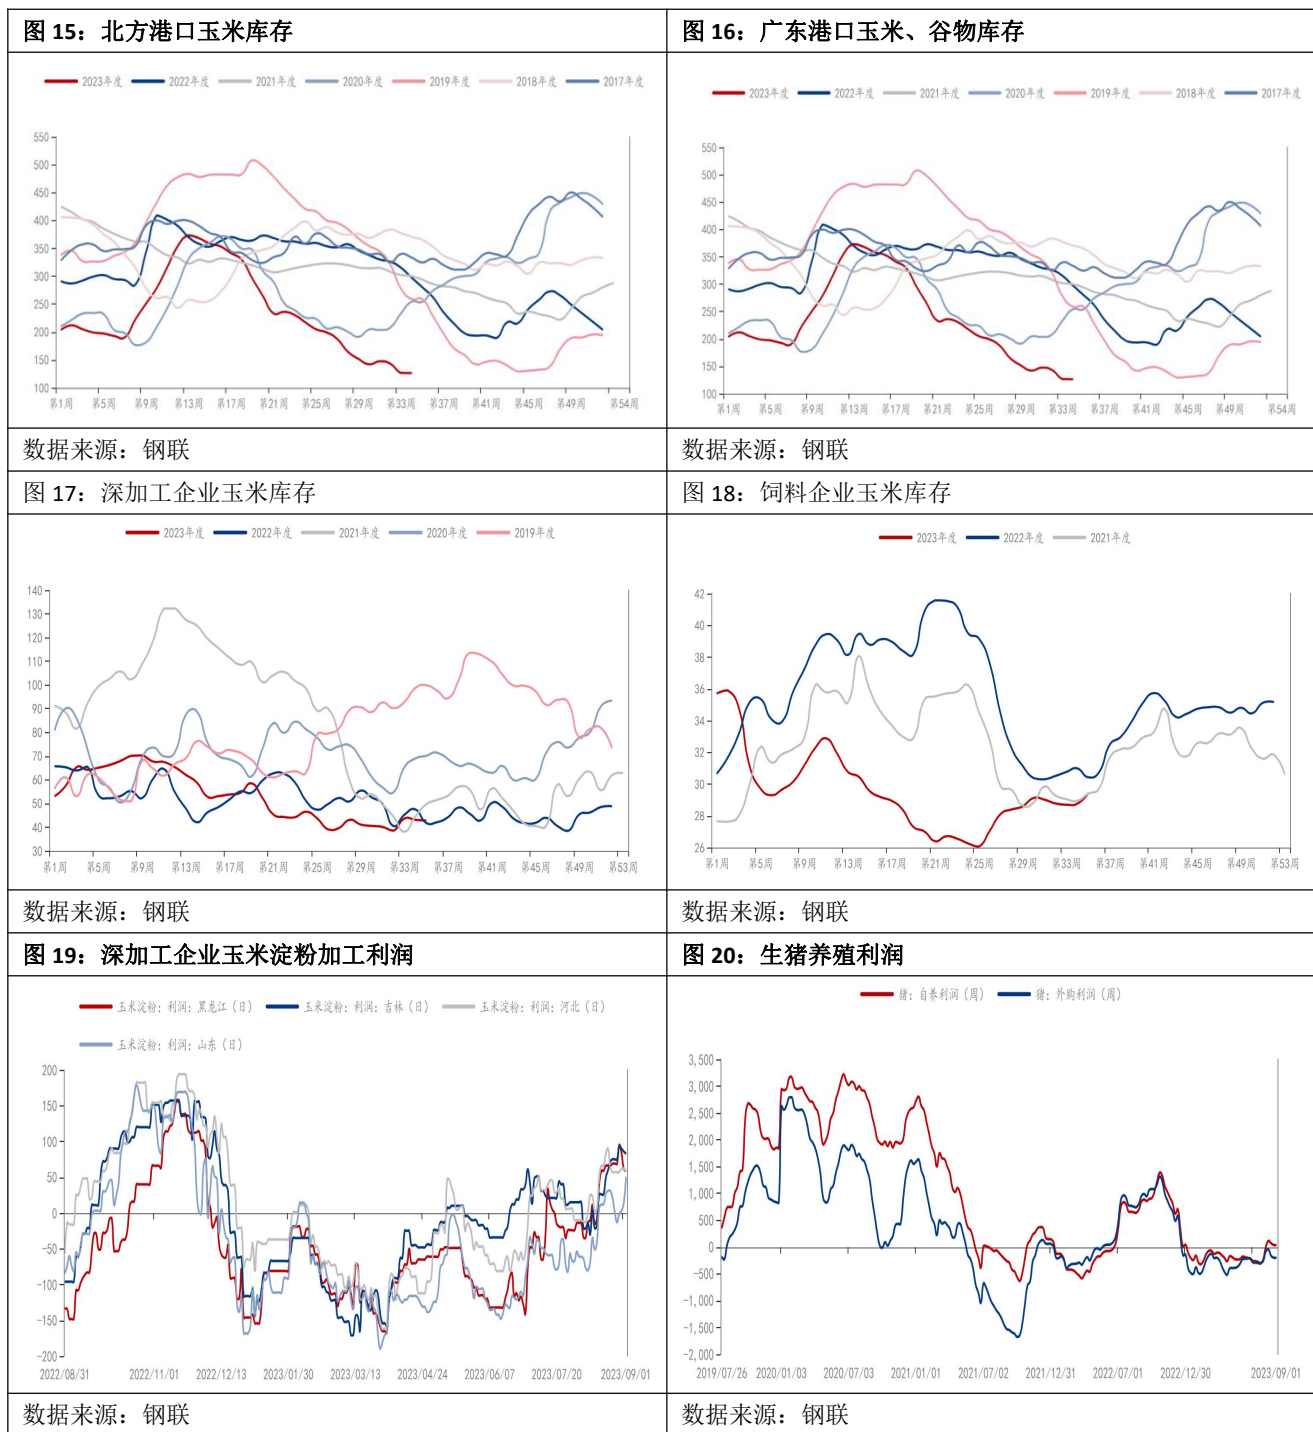 图 15：北方港口玉米库存
2023年度 2022年度 2021年度 2020年度 2019年度 2018年度 2017年度
550
500
450
400
350
300
250
200
150
100
第1周 第5周 第9周 第13周 第17周 第21周 第25周 第29周 第33周 第37周 第41周 第45周 第49周 第54周
数据来源：钢联
图 16：广东港口玉米、谷物库存
2023年度 2022年度 2021年度 2020年度 2019年度 2018年度 2017年度
550
500
450
400
350
300
250
200
150
100
第1周 第5周 第9周 第13周 第17周 第21周 第25周 第29周 第33周 第37周 第41周 第45周 第49周 第54周
数据来源：钢联
图 17：深加工企业玉米库存
2023年度 2022年度 2021年度 2020年度 2019年度
140
130
120
110
100
90
80
70
60
50
40
30
第1周 第5周 第9周 第13周 第17周 第21周 第25周 第29周 第33周 第37周 第41周 第45周 第49周 第53周
数据来源：钢联
图 18：饲料企业玉米库存
2023年度 2022年度 2021年度
42
40
38
36
34
32
30
28
26
第1周 第5周 第9周 第13周 第17周 第21周 第25周 第29周 第33周 第37周 第41周 第45周 第49周 第53周
数据来源：钢联
图 19：深加工企业玉米淀粉加工利润
玉米淀粉：利润：黑龙江（日） 玉米淀粉：利润：吉林（日） 玉米淀粉：利润：河北（日）
玉米淀粉：利润：山东（日）
200
150
100
50
0
-50
-100
-150
-200
2022/08/31 2022/11/01 2022/12/13 2023/01/30 2023/03/13 2023/04/24 2023/06/07 2023/07/20 2023/09/01
数据来源：钢联
图 20：生猪养殖利润
猪：自养利润（周） 猪：外购利润（周）
3,500
3,000
2,500
2,000
1,500
1,000
500
0
-500
-1,000
-1,500
-2,000
2019/07/26 2020/01/03 2020/07/03 2021/01/01 2021/07/02 2021/12/31 2022/07/01 2022/12/30 2023/09/01
数据来源：钢联